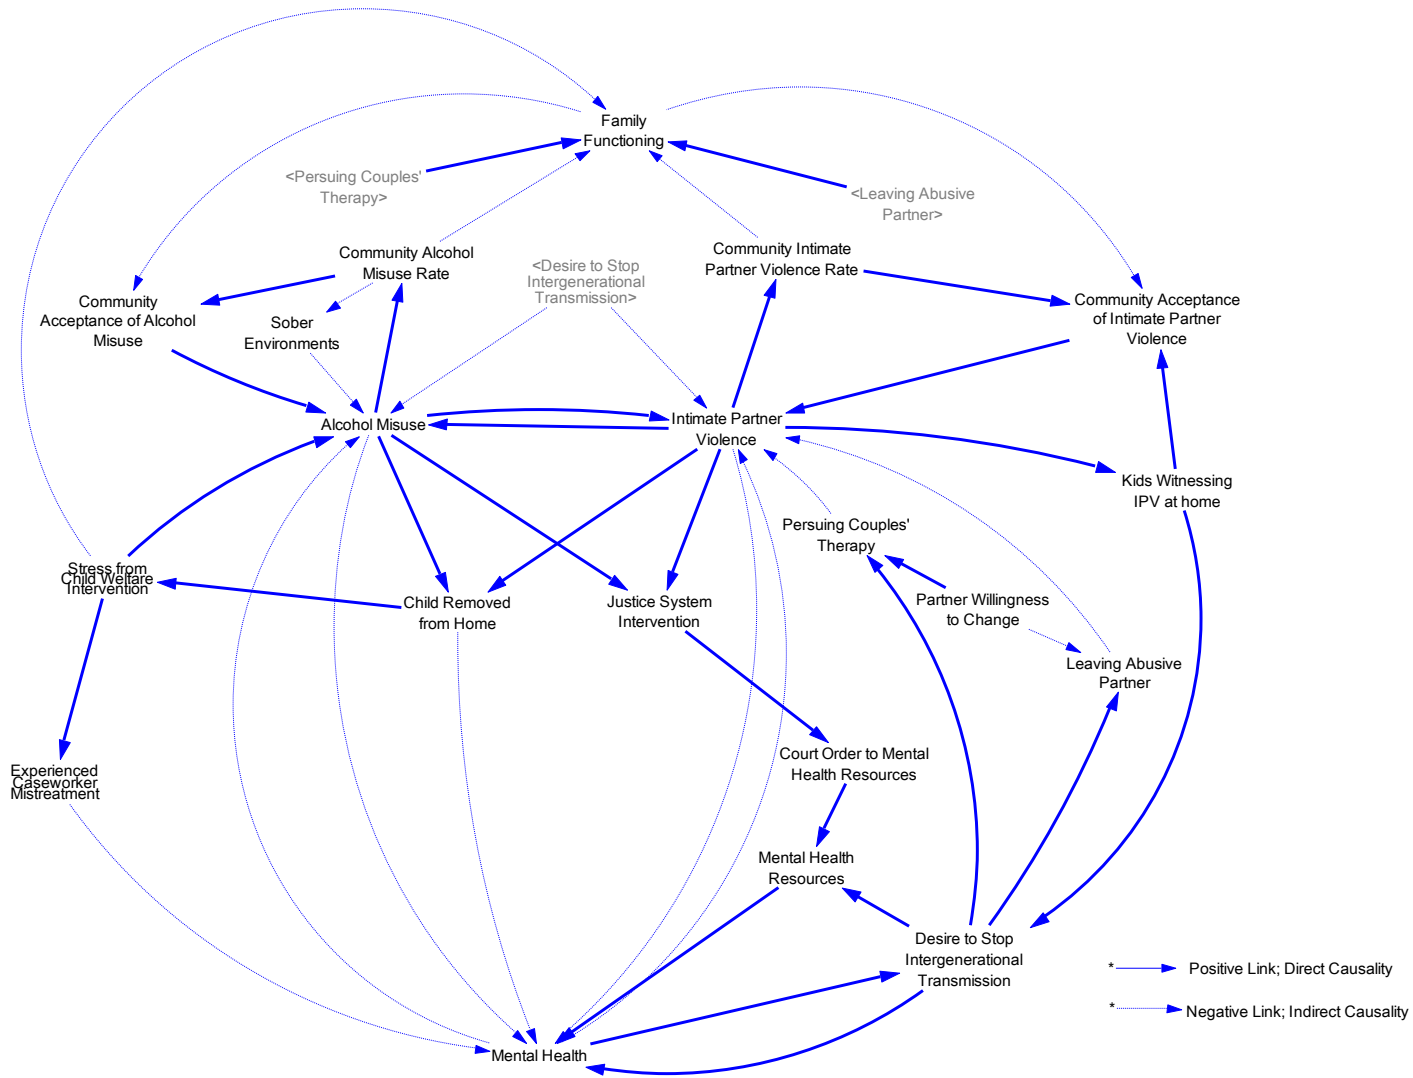 Family
Functioning
<Persuing Couples'
Therapy>
<Leaving Abusive
Partner>
Community Alcohol
Misuse Rate
<Desire to Stop
Intergenerational
Transmission>
Community Intimate
Partner Violence Rate
Community
Acceptance of Alcohol
Misuse
Sober
Environments
Community Acceptance
of Intimate Partner
Violence
Alcohol Misuse
Intimate Partner
Violence
Kids Witnessing
IPV at home
Persuing Couples'
Therapy
Stress from
Child Welfare
Intervention
Child Removed
from Home
Justice System
Intervention
Partner Willingness
to Change
Leaving Abusive
Partner
Experienced
Caseworker
Mistreatment
Court Order to Mental
Health Resources
Mental Health
Resources
Desire to Stop
Intergenerational
Transmission
Mental Health
* Positive Link; Direct Causality
* Negative Link; Indirect Causality